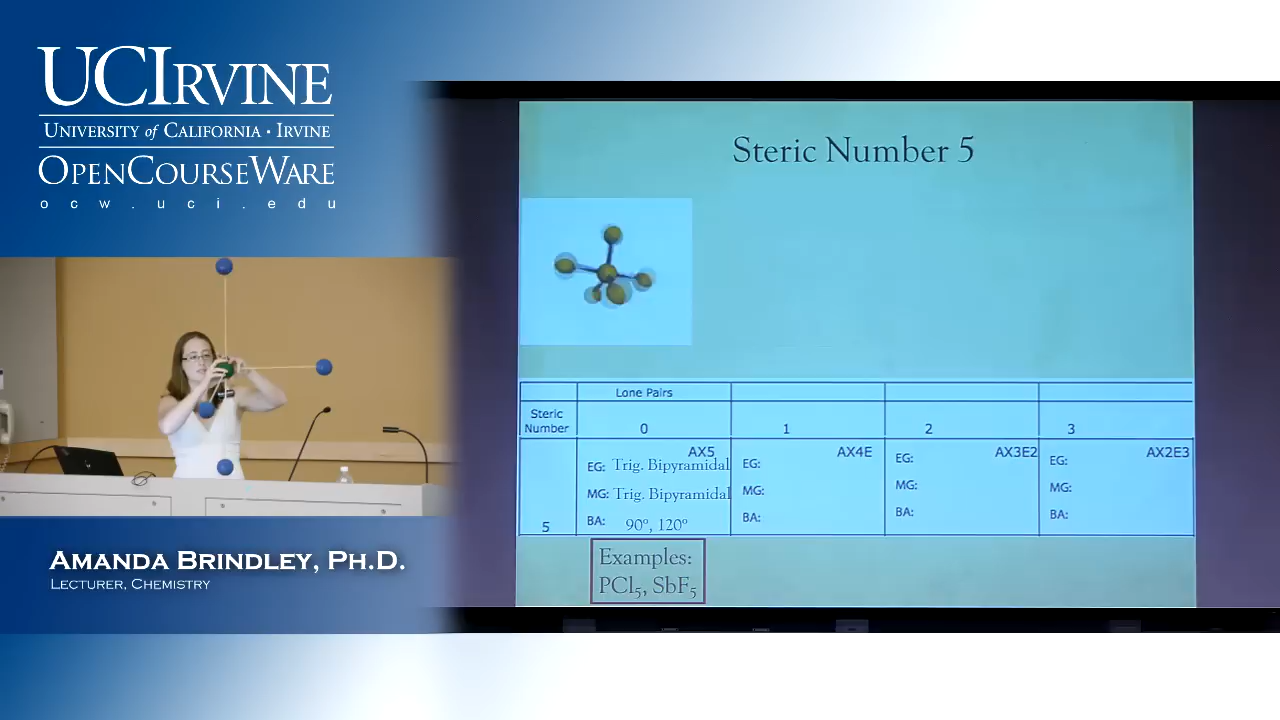 UCIRVINE
UNIVERSITY of CALIFORNIA · IRVINE
OPENCOURSEWARE
ocw.uci.edu
AMANDA BRINDLEY, PH.D.
LECTURER, CHEMISTRY
Steric Number 5
Lone Pairs
Steric Number 0 1 2 3
AX5 AX4E AX3E2 AX2E3
EG: Trig. Bipyramidal EG: EG: EG:
MG: Trig. Bipyramidal MG: MG: MG:
5 BA: 90º, 120º BA: BA: BA:
Examples:
PCl₅, SbF₅